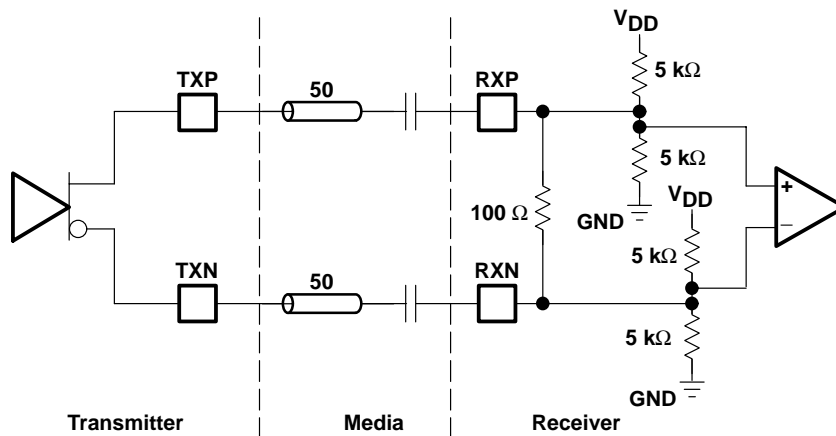 VDD
5 kΩ
TXP
50
RXP
5 kΩ
+
VDD
GND
−
100 Ω
5 kΩ
TXN
50
RXN
5 kΩ
GND
Transmitter
Media
Receiver